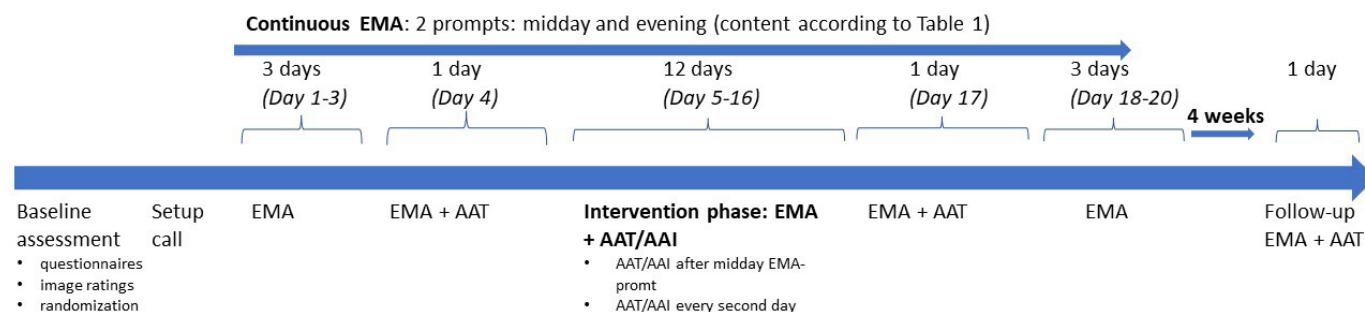 Continuous EMA: 2 prompts: midday and evening (content according to Table 1)
3 days
(Day 1-3)
1 day
(Day 4)
12 days
(Day 5-16)
1 day
(Day 17)
3 days
(Day 18-20)
4 weeks
1 day
Baseline
assessment
• questionnaires
• image ratings
• randomization
Setup
call
EMA
EMA + AAT
Intervention phase: EMA
+ AAT/AAI
• AAT/AAI after midday EMA-
promt
• AAT/AAI every second day
EMA + AAT
EMA
Follow-up
EMA + AAT